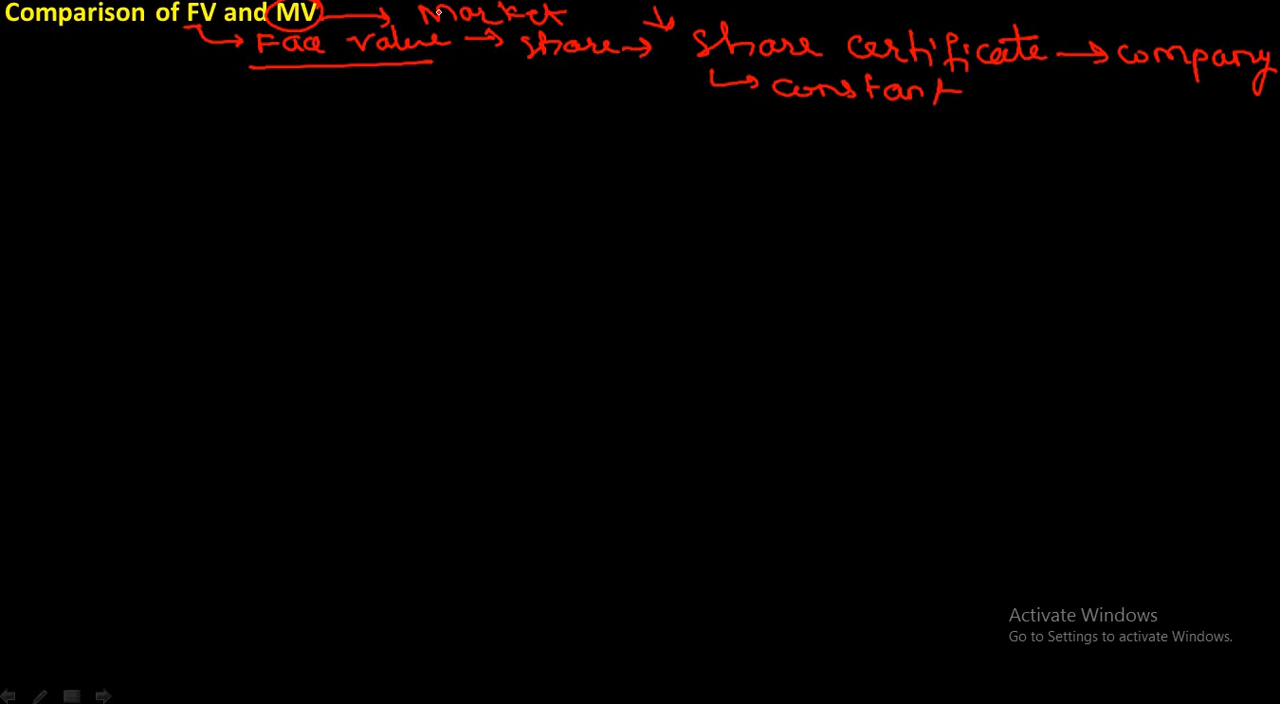 Comparison of FV and MV → Market
↳ Face value → share → share certificate → company
↳ constant
Activate Windows
Go to Settings to activate Windows.